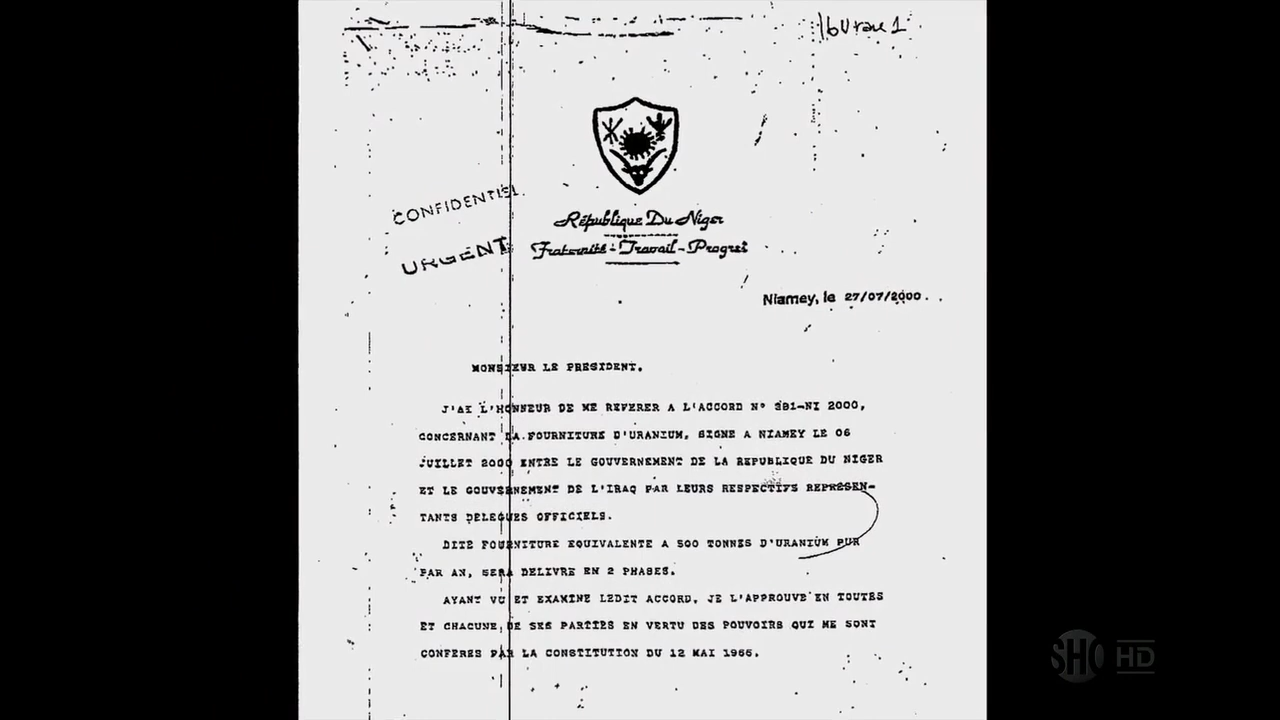 CONFIDENTIEL
URGENT
République Du Niger
Fraternité - Travail - Progret
Niamey, le 27/07/2000.
MONSIEUR LE PRESIDENT.
J'AI L'HONNEUR DE ME REFERER A L'ACCORD N° 381-NI 2000,
CONCERNANT LA FOURNITURE D'URANIUM, SIGNE A NIAMEY LE 06
JUILLET 2000 ENTRE LE GOUVERNEMENT DE LA REPUBLIQUE DU NIGER
ET LE GOUVERNEMENT DE L'IRAQ PAR LEURS RESPECTIFS REPRESEN-
TANTS DELEGUES OFFICIELS.
DITE FOURNITURE EQUIVALENTE A 500 TONNES D'URANIUM PUR
PAR AN, SERA DELIVRE EN 2 PHASES.
AYANT VU ET EXAMINE LEDIT ACCORD, JE L'APPROUVE EN TOUTES
ET CHACUNE DE SES PARTIES EN VERTU DES POUVOIRS QUI ME SONT
CONFERES PAR LA CONSTITUTION DU 12 MAI 1966.
SHO HD